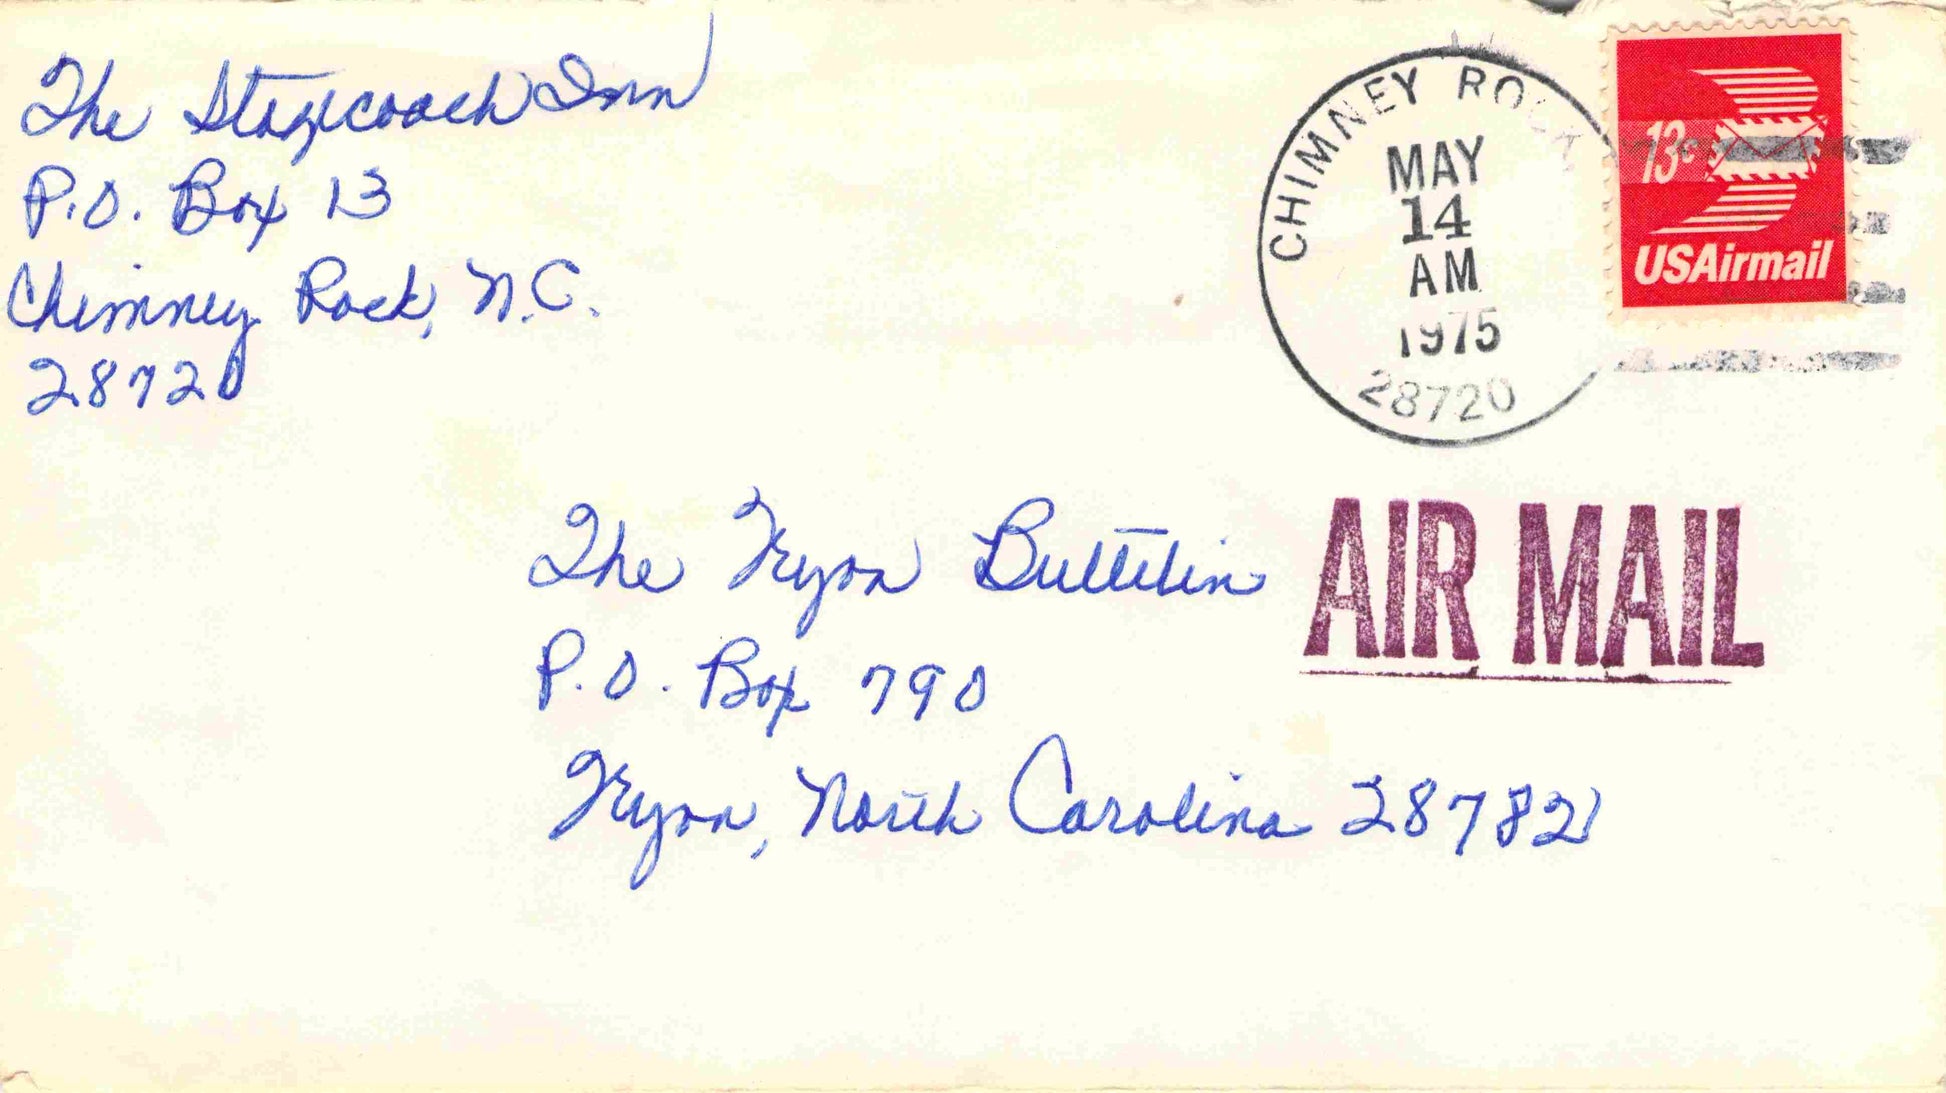 The Stagecoach Inn
P.O. Box 13
Chimney Rock, N.C.
28720
CHIMNEY ROCK
MAY
14
AM
1975
28720
13c
USAirmail
AIR MAIL
The Tryon Bulletin
P.O. Box 790
Tryon, North Carolina 28782